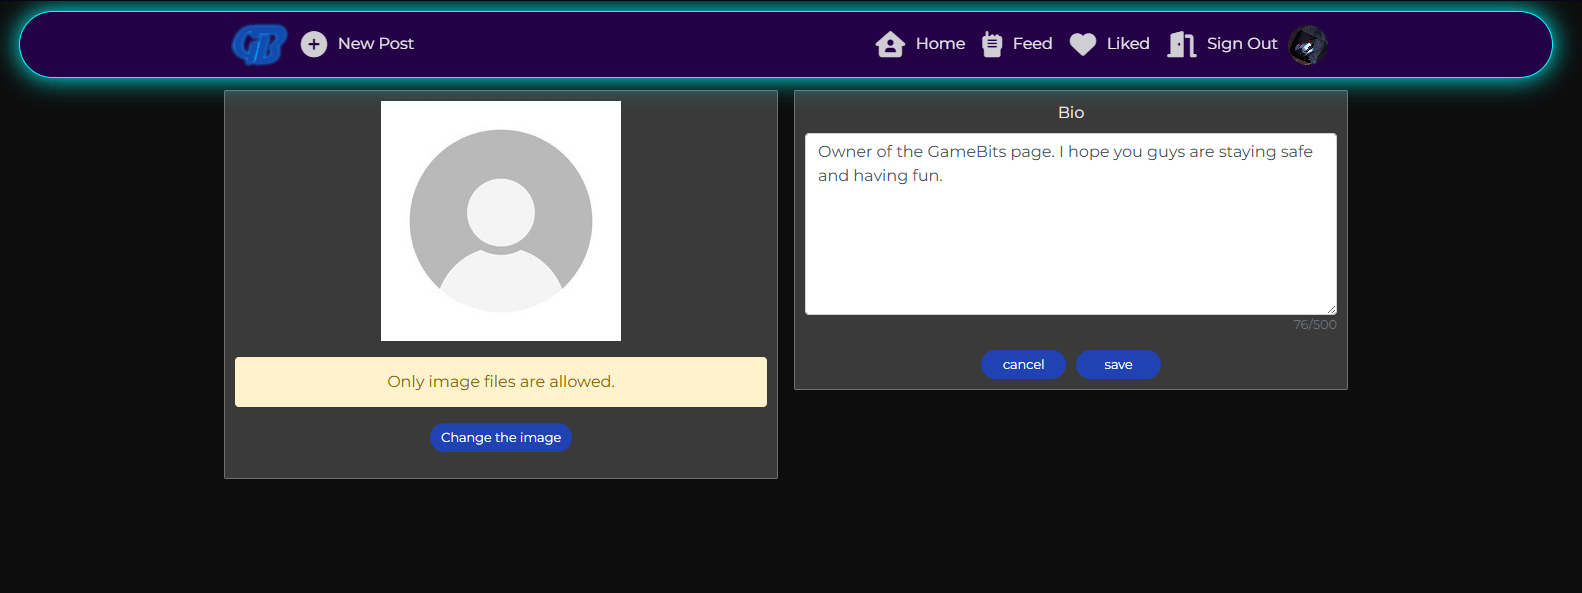 GB
New Post
Home
Feed
Liked
Sign Out
Only image files are allowed.
Change the image
Bio
Owner of the GameBits page. I hope you guys are staying safe
and having fun.
76/500
cancel
save